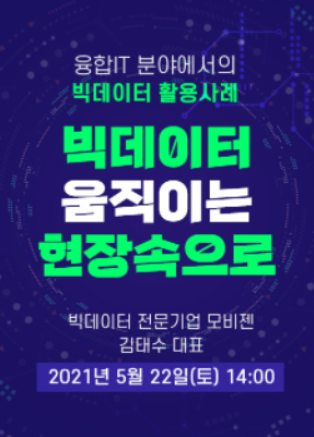 융합IT 분야에서의
빅데이터 활용사례
빅데이터
움직이는
현장속으로
빅데이터 전문기업 모비젠
김태수 대표
2021년 5월 22일(토) 14:00